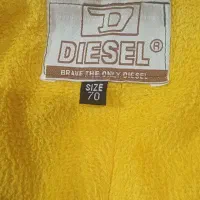 D
DIESEL®
BRAVE THE ONLY DIESEL
SIZE
70